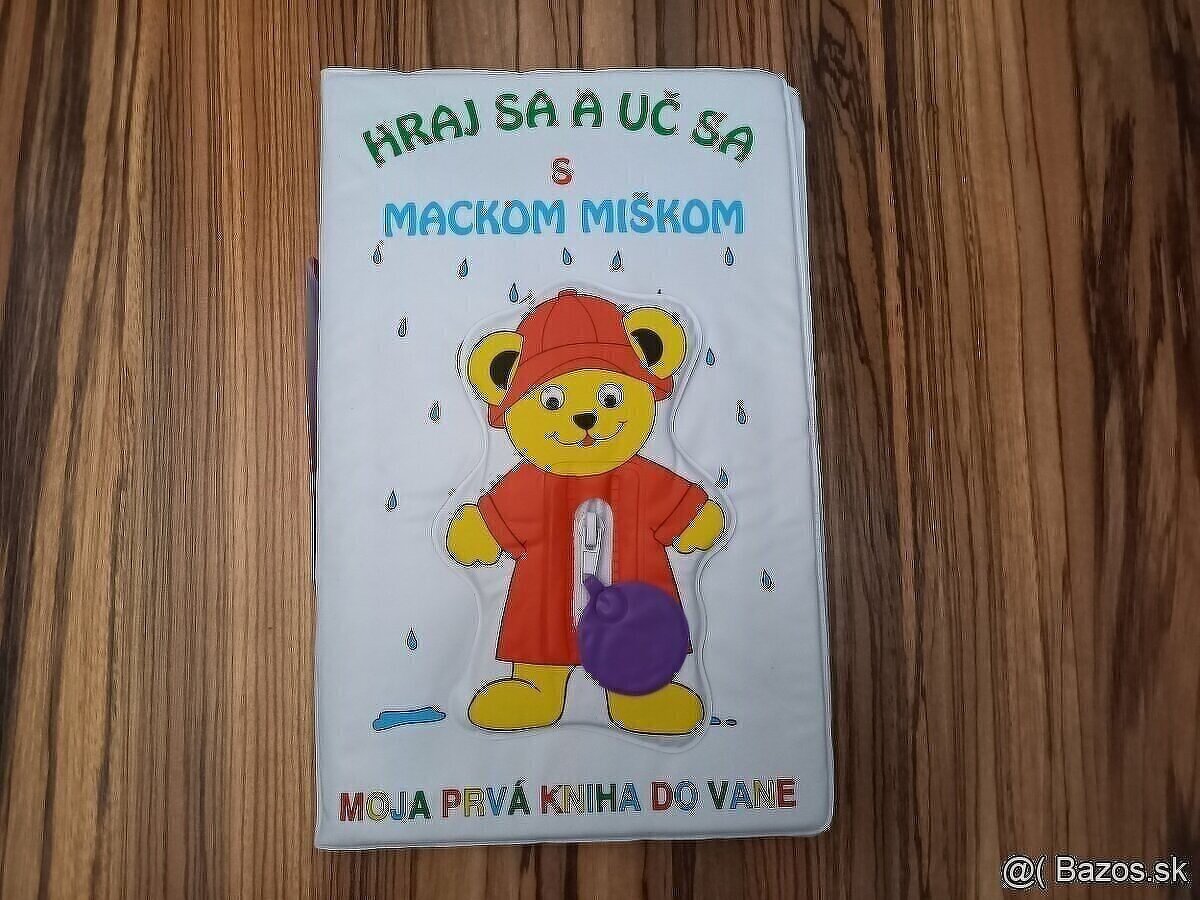 HRAJ SA A UČ SA
S
MACKOM MIŠKOM
MOJA PRVÁ KNIHA DO VANE
@( Bazos.sk